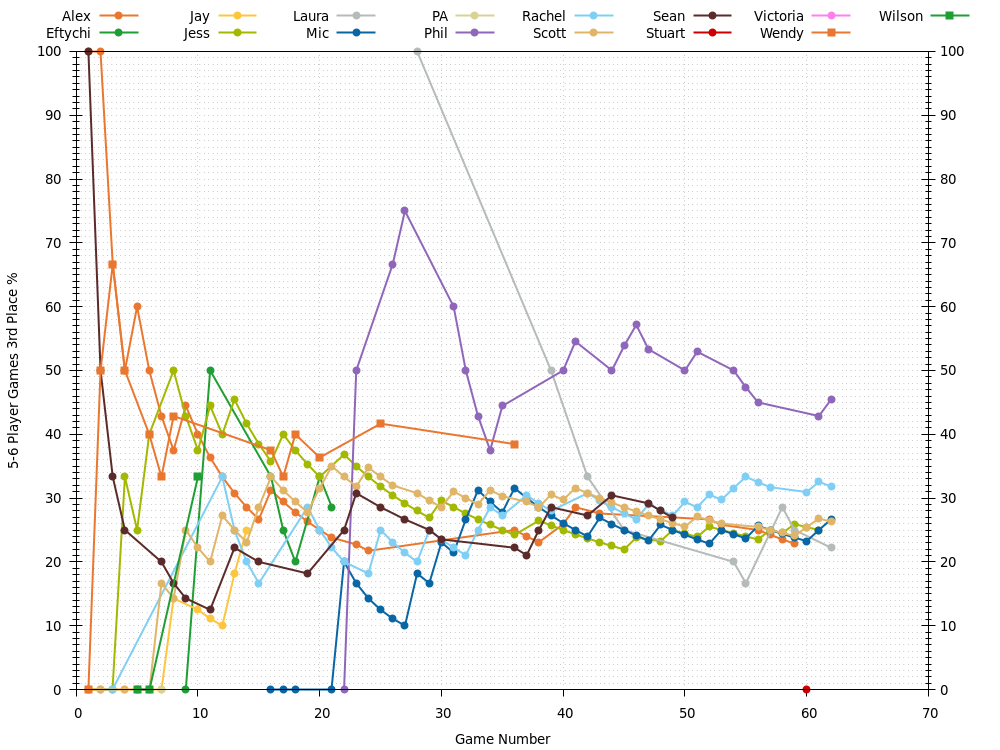 Alex Jay Laura PA Rachel Sean Victoria Wilson
Eftychi Jess Mic Phil Scott Stuart Wendy
100 100
90 90
80 80
70 70
60 60
50 50
40 40
30 30
20 20
10 10
0 0
0 10 20 30 40 50 60 70
5-6 Player Games 3rd Place %
Game Number